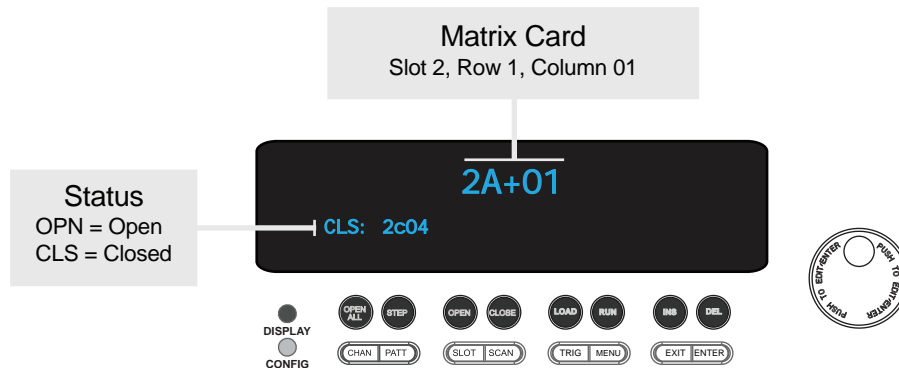 Matrix Card
Slot 2, Row 1, Column 01
2A+01
Status
OPN = Open
CLS = Closed
CLS: 2c04
OPEN ALL
STEP
OPEN
CLOSE
LOAD
RUN
INS
DEL
DISPLAY
CONFIG
CHAN
PATT
SLOT
SCAN
TRIG
MENU
EXIT
ENTER
PUSH TO EDIT/ENTER
PUSH TO EDIT/ENTER